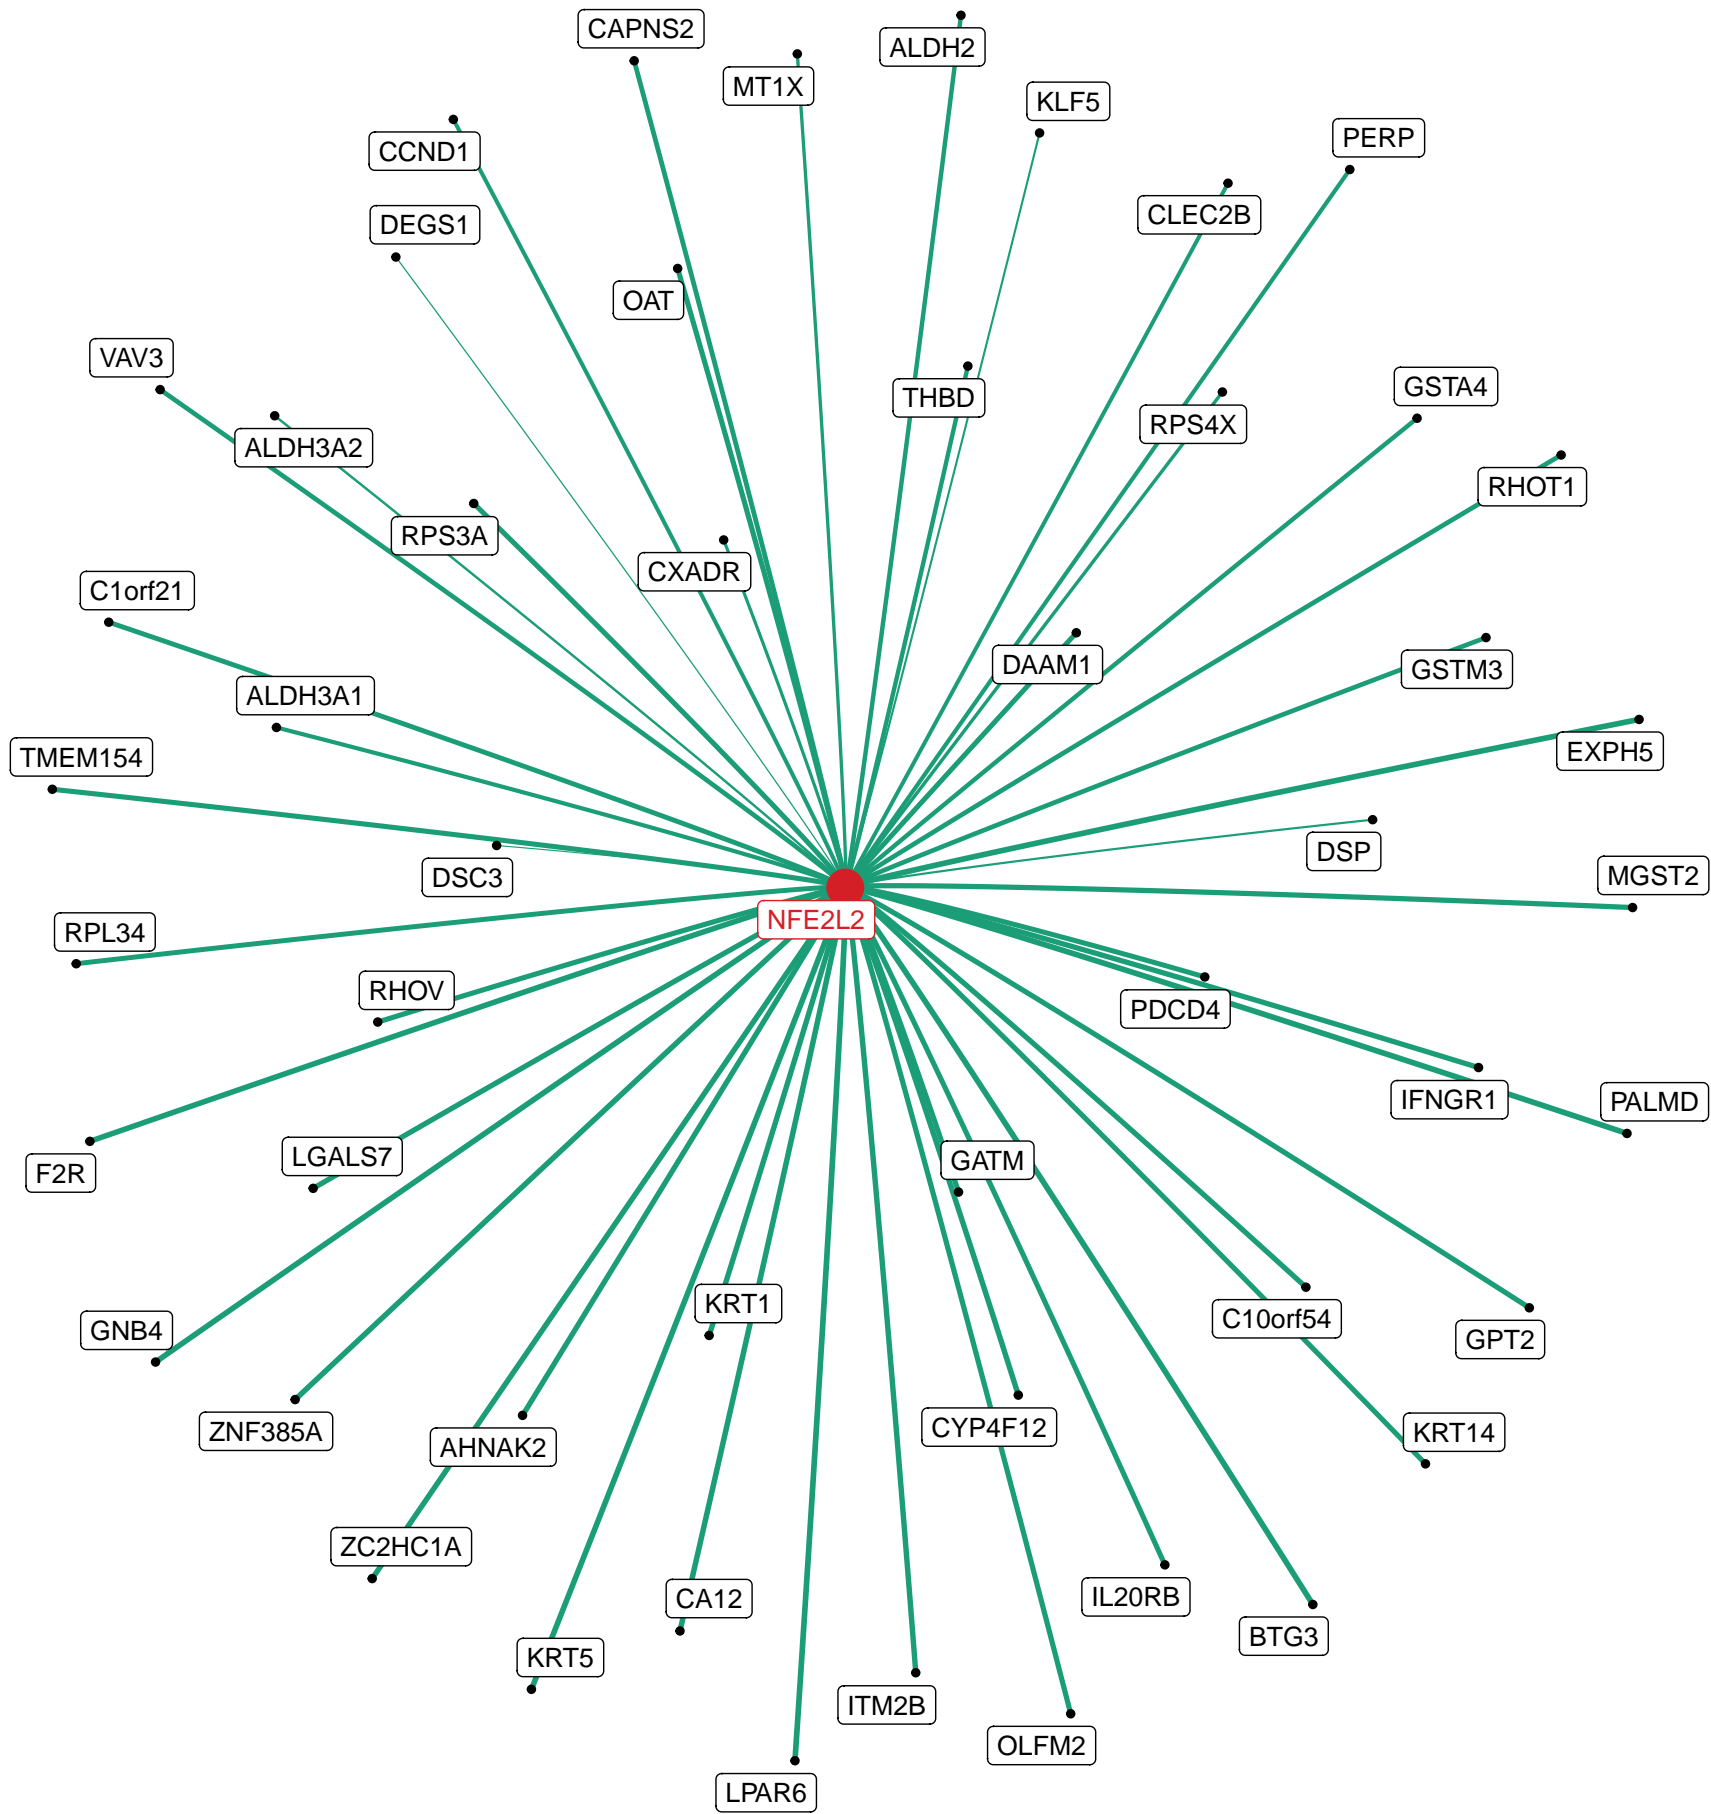 CAPNS2
ALDH2
MT1X
KLF5
PERP
CCND1
CLEC2B
DEGS1
OAT
VAV3
GSTA4
THBD
RPS4X
ALDH3A2
RHOT1
RPS3A
CXADR
C1orf21
DAAM1
GSTM3
ALDH3A1
EXPH5
TMEM154
DSP
DSC3
MGST2
NFE2L2
RPL34
RHOV
PDCD4
IFNGR1
PALMD
LGALS7
GATM
F2R
KRT1
C10orf54
GNB4
GPT2
CYP4F12
ZNF385A
KRT14
AHNAK2
ZC2HC1A
IL20RB
CA12
BTG3
KRT5
ITM2B
OLFM2
LPAR6